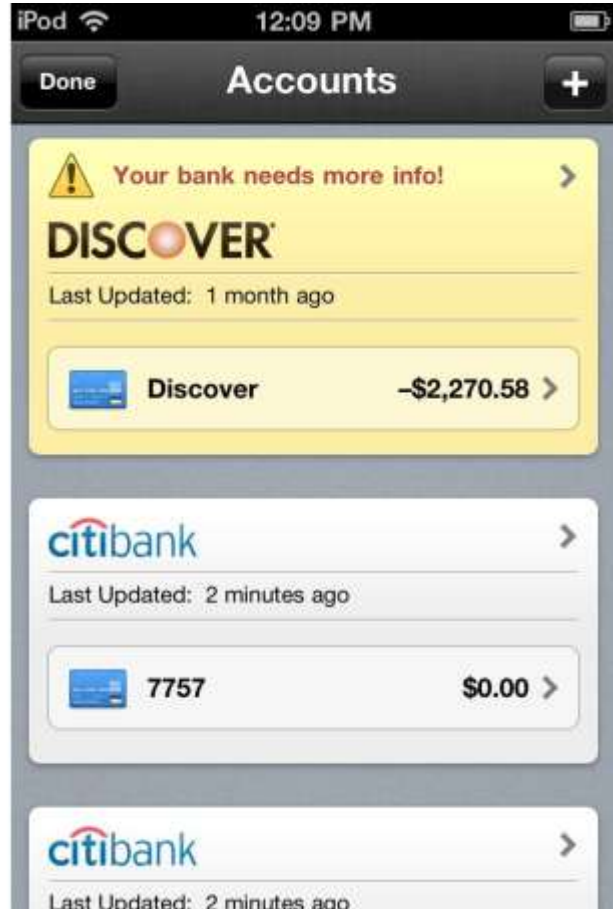 iPod 12:09 PM
Done Accounts +
Your bank needs more info!
DISCOVER
Last Updated: 1 month ago
Discover –$2,270.58
citibank
Last Updated: 2 minutes ago
7757 $0.00
citibank
Last Updated: 2 minutes ago